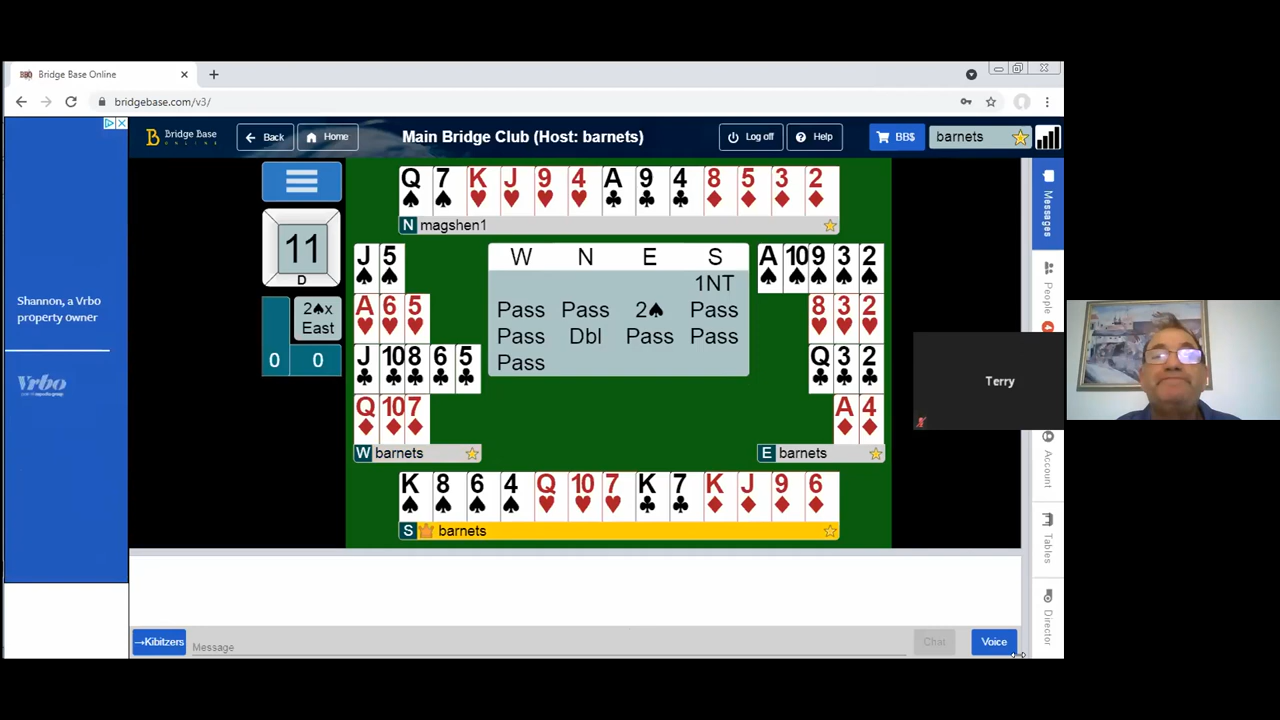 Bridge Base Online
bridgebase.com/v3/
Bridge Base
ONLINE
Back
Home
Main Bridge Club (Host: barnets)
Log off
Help
BB$
barnets
Q 7 K J 9 4 A 9 4 8 5 3 2
N magshen1
11
D
2♠x
East
0 0
J 5
A 6 5
J 10 8 6 5
Q 10 7
W barnets
W N E S
1NT
Pass Pass 2♠ Pass
Pass Dbl Pass Pass
Pass
A 10 9 3 2
8 3 2
Q 3 2
A 4
E barnets
K 8 6 4 Q 10 7 K 7 K J 9 6
S barnets
Shannon, a Vrbo
property owner
Vrbo
Messages
People
4
Account
Tables
Director
Terry
→Kibitzers
Message
Chat
Voice